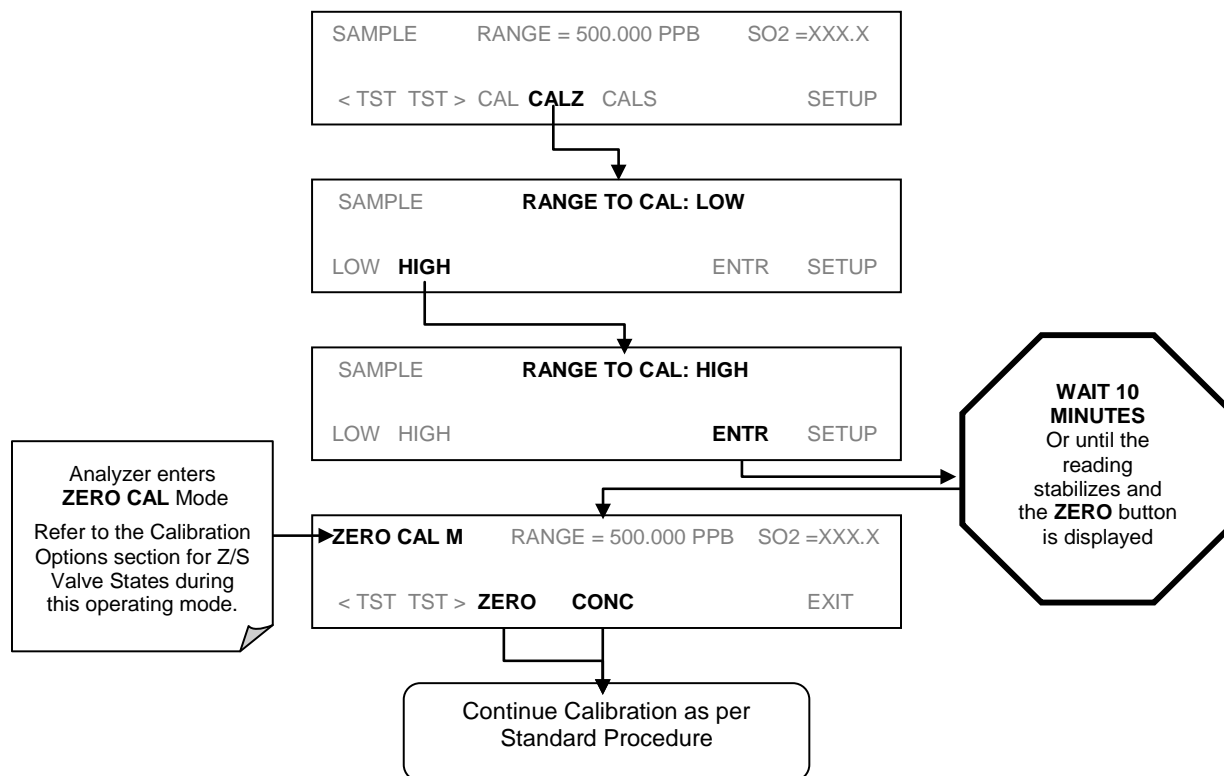 SAMPLE RANGE = 500.000 PPB SO2 =XXX.X
< TST TST > CAL CALZ CALS SETUP
SAMPLE RANGE TO CAL: LOW
LOW HIGH ENTR SETUP
SAMPLE RANGE TO CAL: HIGH
LOW HIGH ENTR SETUP
WAIT 10
MINUTES
Or until the
reading
stabilizes and
the ZERO button
is displayed
Analyzer enters
ZERO CAL Mode
Refer to the Calibration
Options section for Z/S
Valve States during
this operating mode.
ZERO CAL M RANGE = 500.000 PPB SO2 =XXX.X
< TST TST > ZERO CONC EXIT
Continue Calibration as per
Standard Procedure